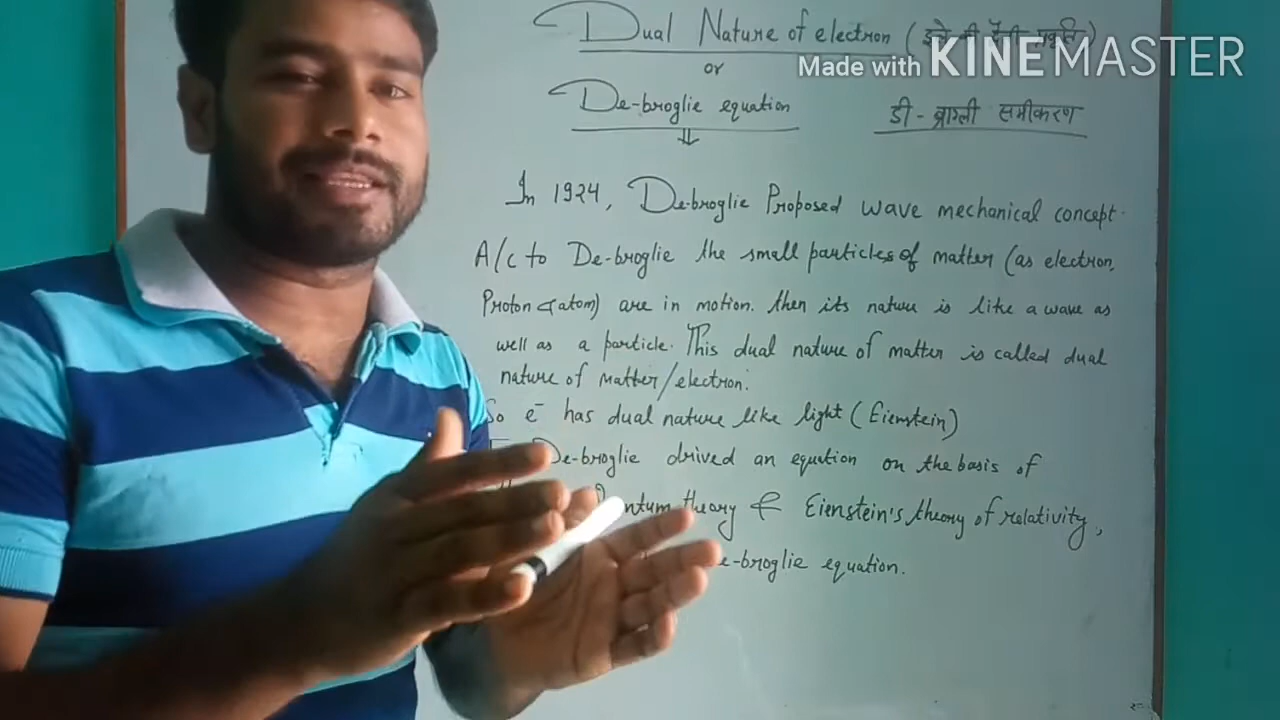 Dual Nature of electron (
Made with KINEMASTER
or
De-broglie equation डी - ब्राग्ली समीकरण
In 1924, De-broglie Proposed wave mechanical concept.
A/c to De-broglie the small particles of matter (as electron,
Proton & atom) are in motion. then its nature is like a wave as
well as a particle. This dual nature of matter is called dual
nature of matter/electron.
So e⁻ has dual nature like light (Eienstein)
De-broglie drived an equation on the basis of
theory & Eienstein's theory of relativity,
equation.